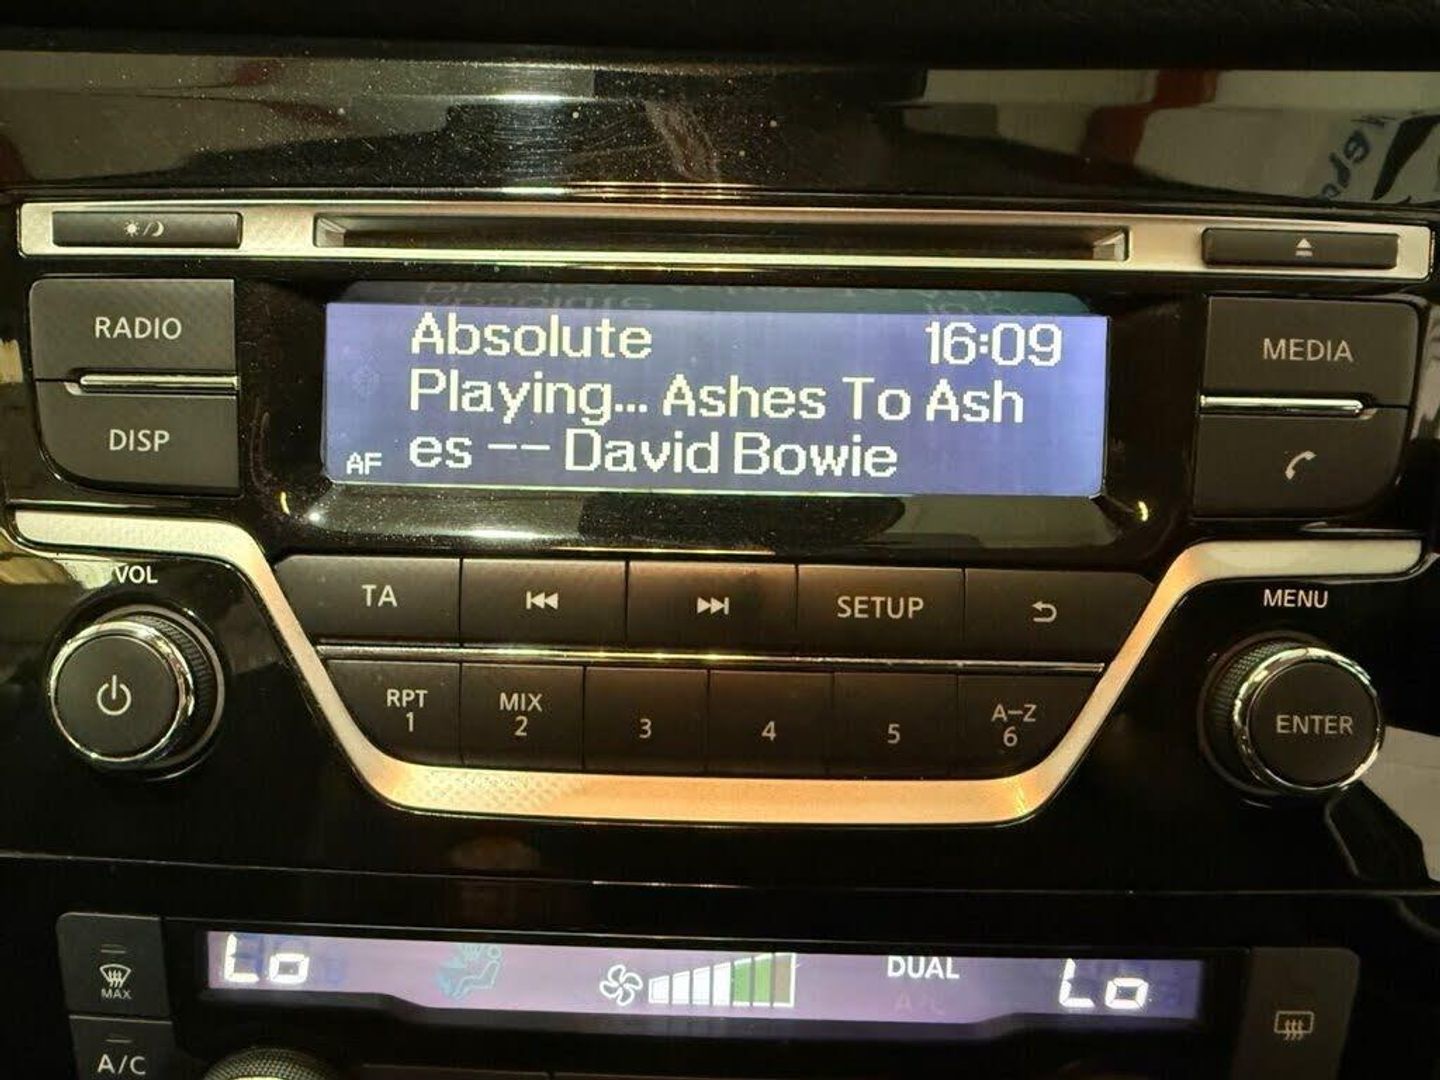 RADIO
DISP
Absolute 16:09
Playing... Ashes To Ash
es -- David Bowie
AF
MEDIA
VOL
TA
SETUP
MENU
RPT
1
MIX
2
3
4
5
A-Z
6
ENTER
Lo
DUAL
Lo
MAX
A/C